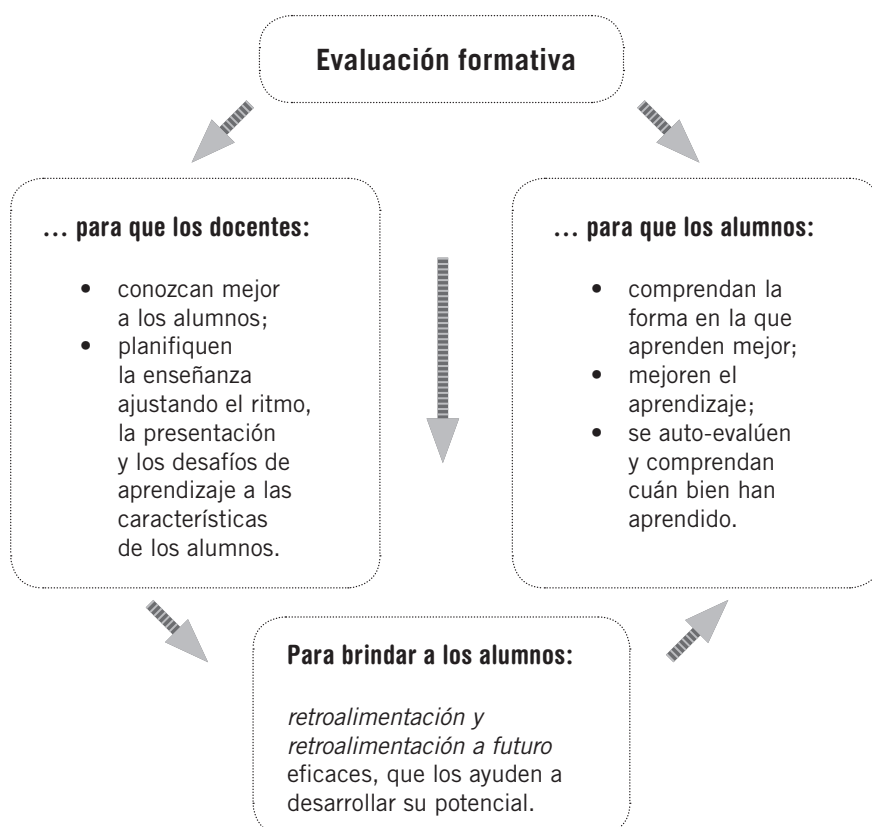 Evaluación formativa
... para que los docentes:
• conozcan mejor
a los alumnos;
• planifiquen
la enseñanza
ajustando el ritmo,
la presentación
y los desafíos de
aprendizaje a las
características
de los alumnos.
... para que los alumnos:
• comprendan la
forma en la que
aprenden mejor;
• mejoren el
aprendizaje;
• se auto-evalúen
y comprendan
cuán bien han
aprendido.
Para brindar a los alumnos:
retroalimentación y
retroalimentación a futuro
eficaces, que los ayuden a
desarrollar su potencial.